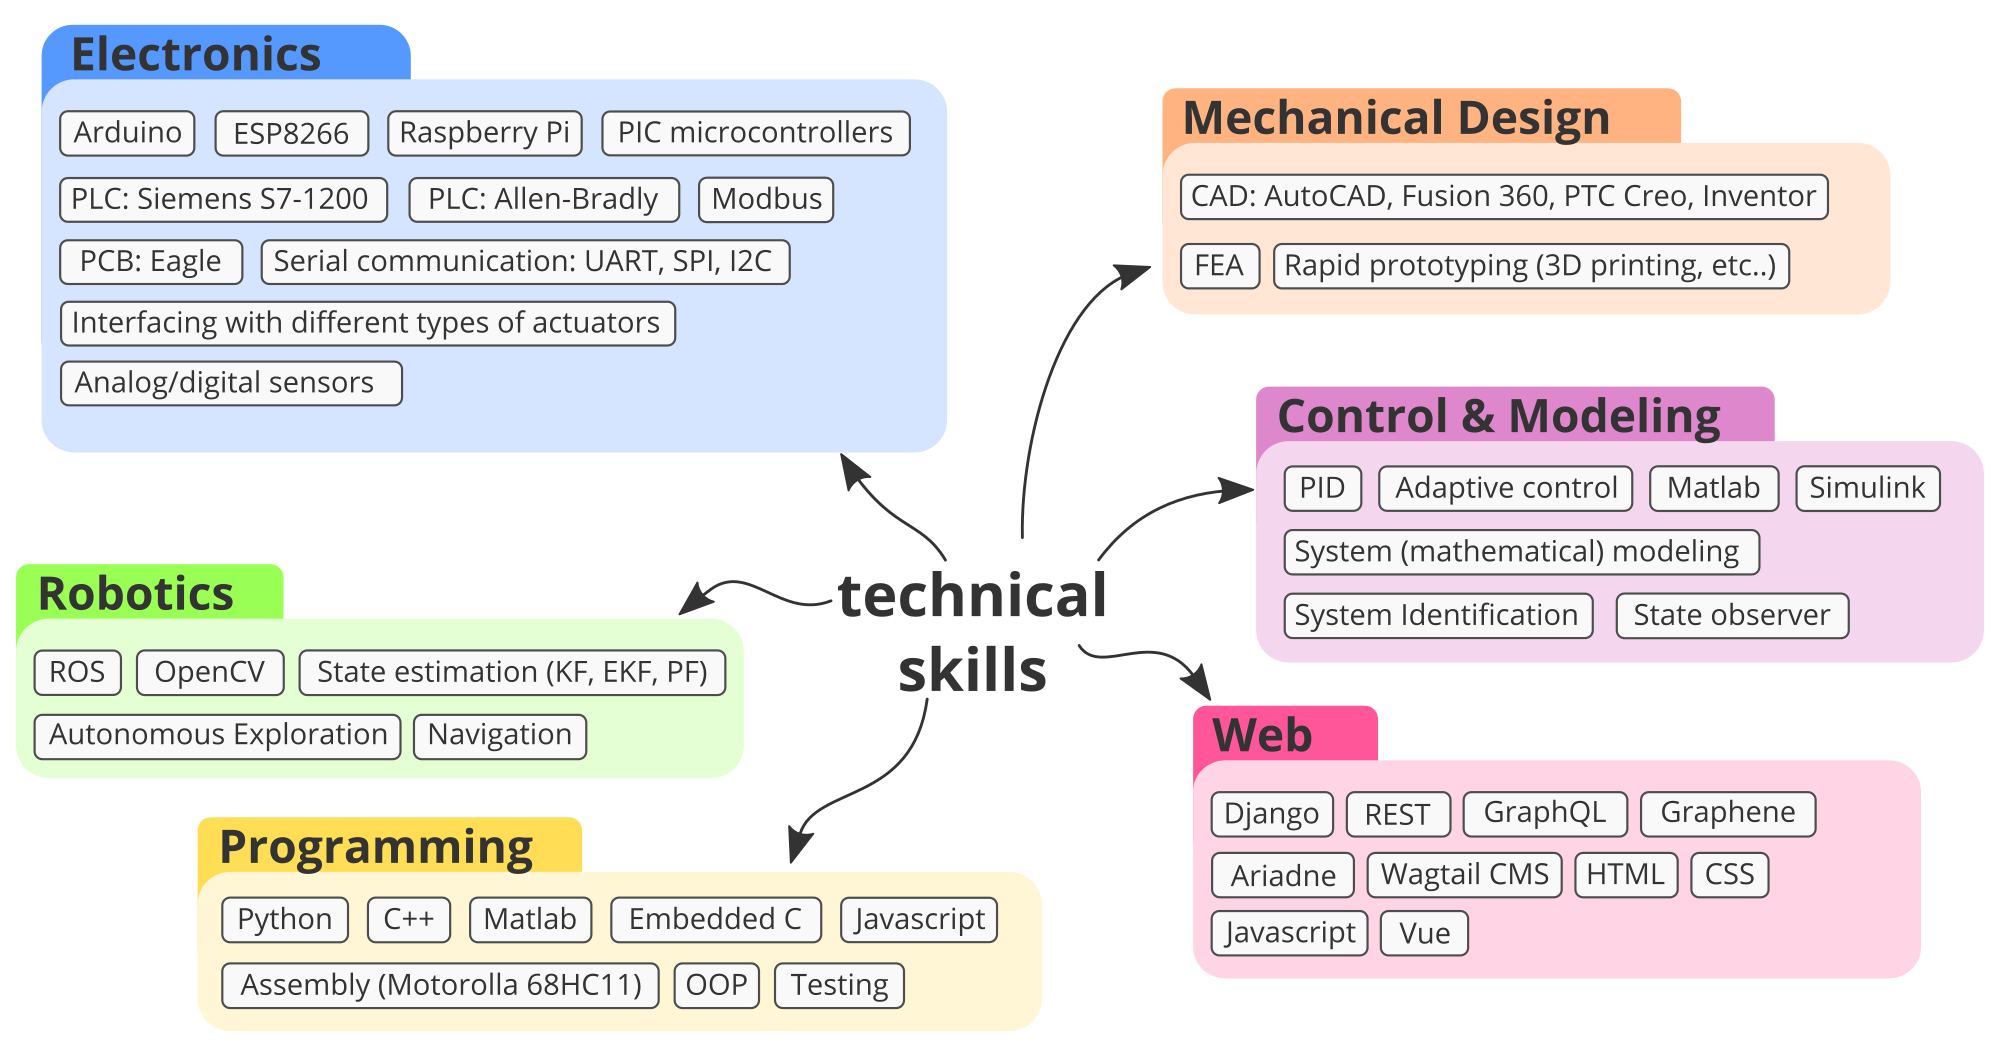 Electronics
Arduino
ESP8266
Raspberry Pi
PIC microcontrollers
PLC: Siemens S7-1200
PLC: Allen-Bradly
Modbus
PCB: Eagle
Serial communication: UART, SPI, I2C
Interfacing with different types of actuators
Analog/digital sensors
Mechanical Design
CAD: AutoCAD, Fusion 360, PTC Creo, Inventor
FEA
Rapid prototyping (3D printing, etc..)
Control & Modeling
PID
Adaptive control
Matlab
Simulink
System (mathematical) modeling
System Identification
State observer
technical
skills
Robotics
ROS
OpenCV
State estimation (KF, EKF, PF)
Autonomous Exploration
Navigation
Web
Django
REST
GraphQL
Graphene
Ariadne
Wagtail CMS
HTML
CSS
Javascript
Vue
Programming
Python
C++
Matlab
Embedded C
Javascript
Assembly (Motorolla 68HC11)
OOP
Testing